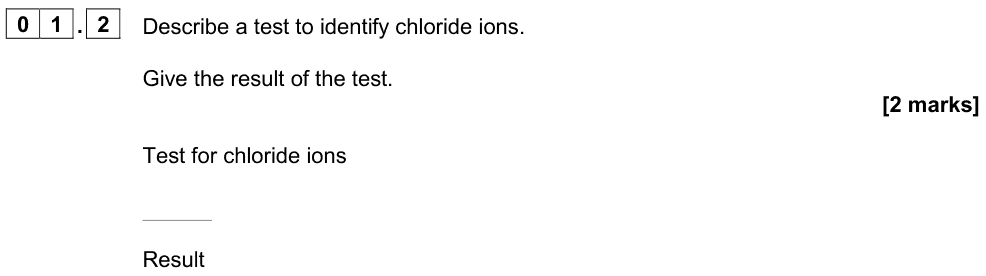 0 1 . 2 Describe a test to identify chloride ions.
Give the result of the test.
[2 marks]
Test for chloride ions
Result